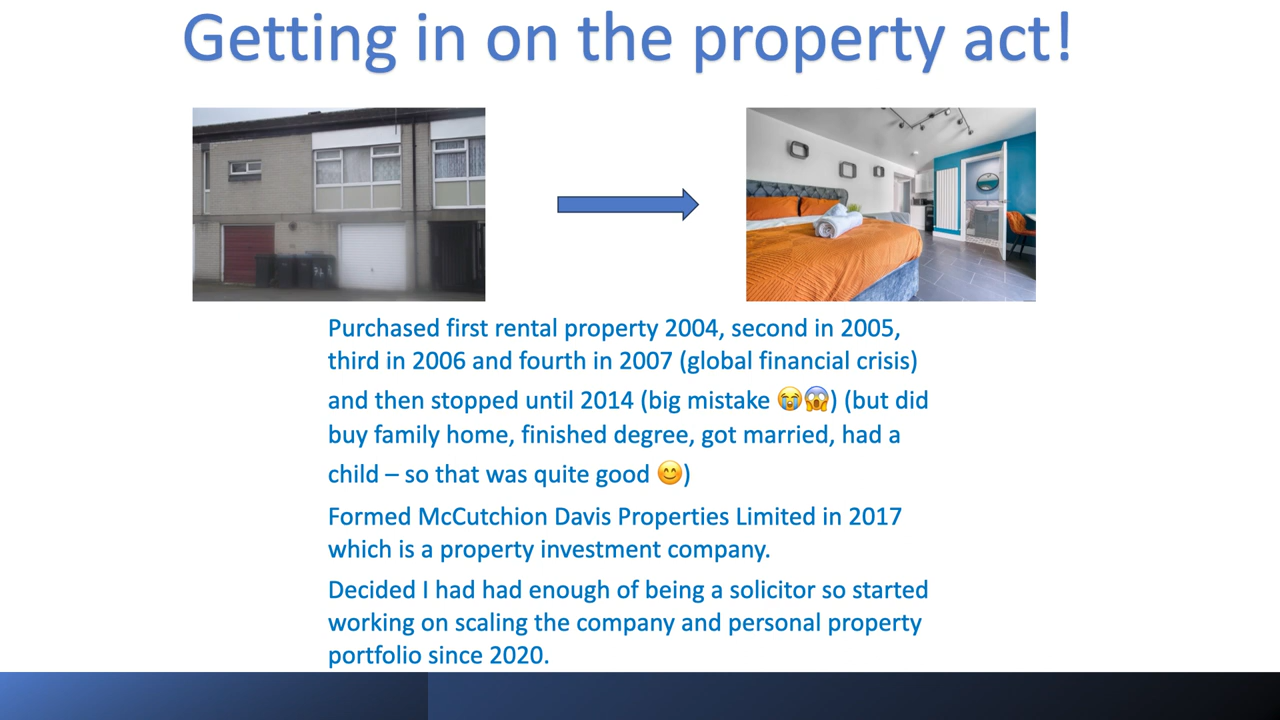 Getting in on the property act!
Purchased first rental property 2004, second in 2005,
third in 2006 and fourth in 2007 (global financial crisis)
and then stopped until 2014 (big mistake 😭😱) (but did
buy family home, finished degree, got married, had a
child – so that was quite good 😊)
Formed McCutchion Davis Properties Limited in 2017
which is a property investment company.
Decided I had had enough of being a solicitor so started
working on scaling the company and personal property
portfolio since 2020.